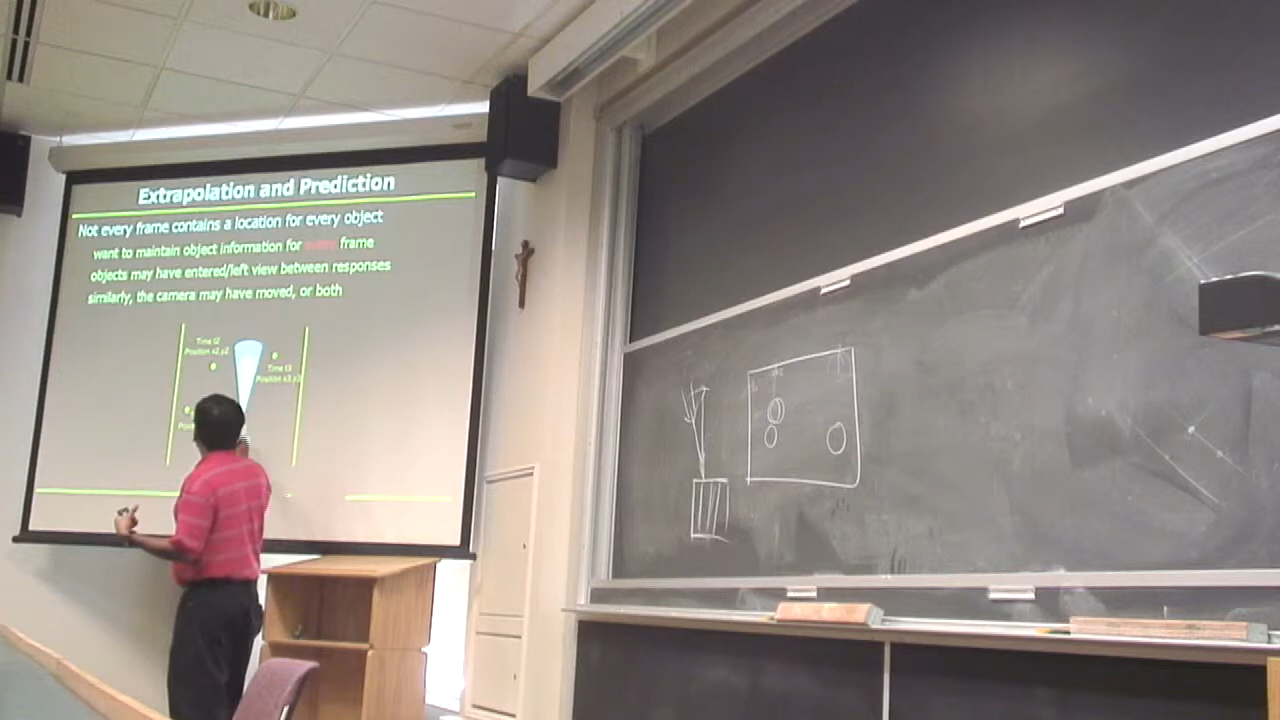 Extrapolation and Prediction
Not every frame contains a location for every object
want to maintain object information for every frame
objects may have entered/left view between responses
similarly, the camera may have moved, or both
Time t2
Position x2,y2
Time t3
Position x3,y3